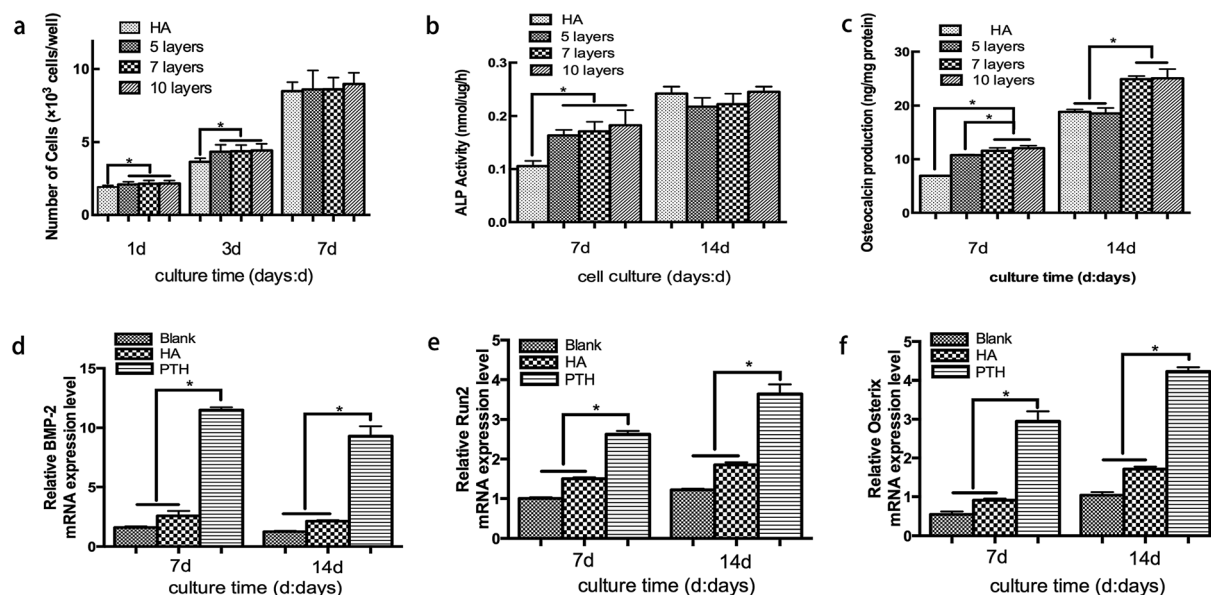 a
Number of Cells (×10³ cells/well)
HA
5 layers
7 layers
10 layers
10
5
0
*
*
1d
3d
7d
culture time (days:d)
b
ALP Activity (nmol/ug/h)
HA
5 layers
7 layers
10 layers
0.3
0.2
0.1
0.0
*
7d
14d
cell culture (days:d)
c
Osteocalcin production (ng/mg protein)
HA
5 layers
7 layers
10 layers
30
20
10
0
*
*
*
7d
14d
culture time (d:days)
d
Relative BMP-2
mRNA expression level
Blank
HA
PTH
15
10
5
0
*
*
7d
14d
culture time (d:days)
e
Relative Run2
mRNA expression level
Blank
HA
PTH
5
4
3
2
1
0
*
*
7d
14d
culture time (d:days)
f
Relative Osterix
mRNA expression level
Blank
HA
PTH
5
4
3
2
1
0
*
*
7d
14d
culture time (d:days)